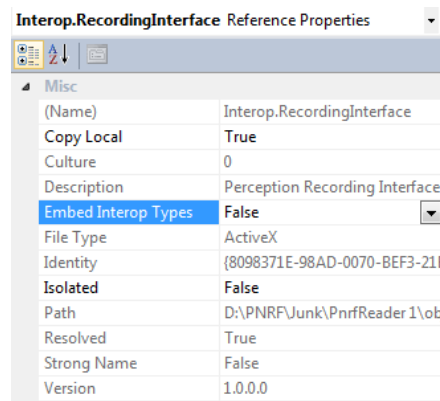 Interop.RecordingInterface Reference Properties
Misc
(Name) Interop.RecordingInterface
Copy Local True
Culture 0
Description Perception Recording Interface
Embed Interop Types False
File Type ActiveX
Identity {8098371E-98AD-0070-BEF3-21
Isolated False
Path D:\PNRF\Junk\PnrfReader1\ob
Resolved True
Strong Name False
Version 1.0.0.0